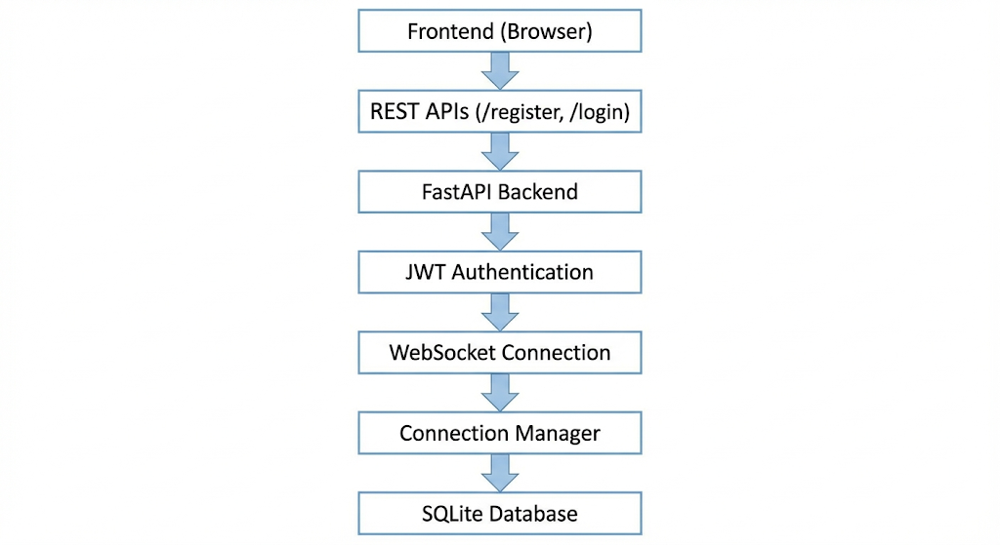 Frontend (Browser)
REST APIs (/register, /login)
FastAPI Backend
JWT Authentication
WebSocket Connection
Connection Manager
SQLite Database